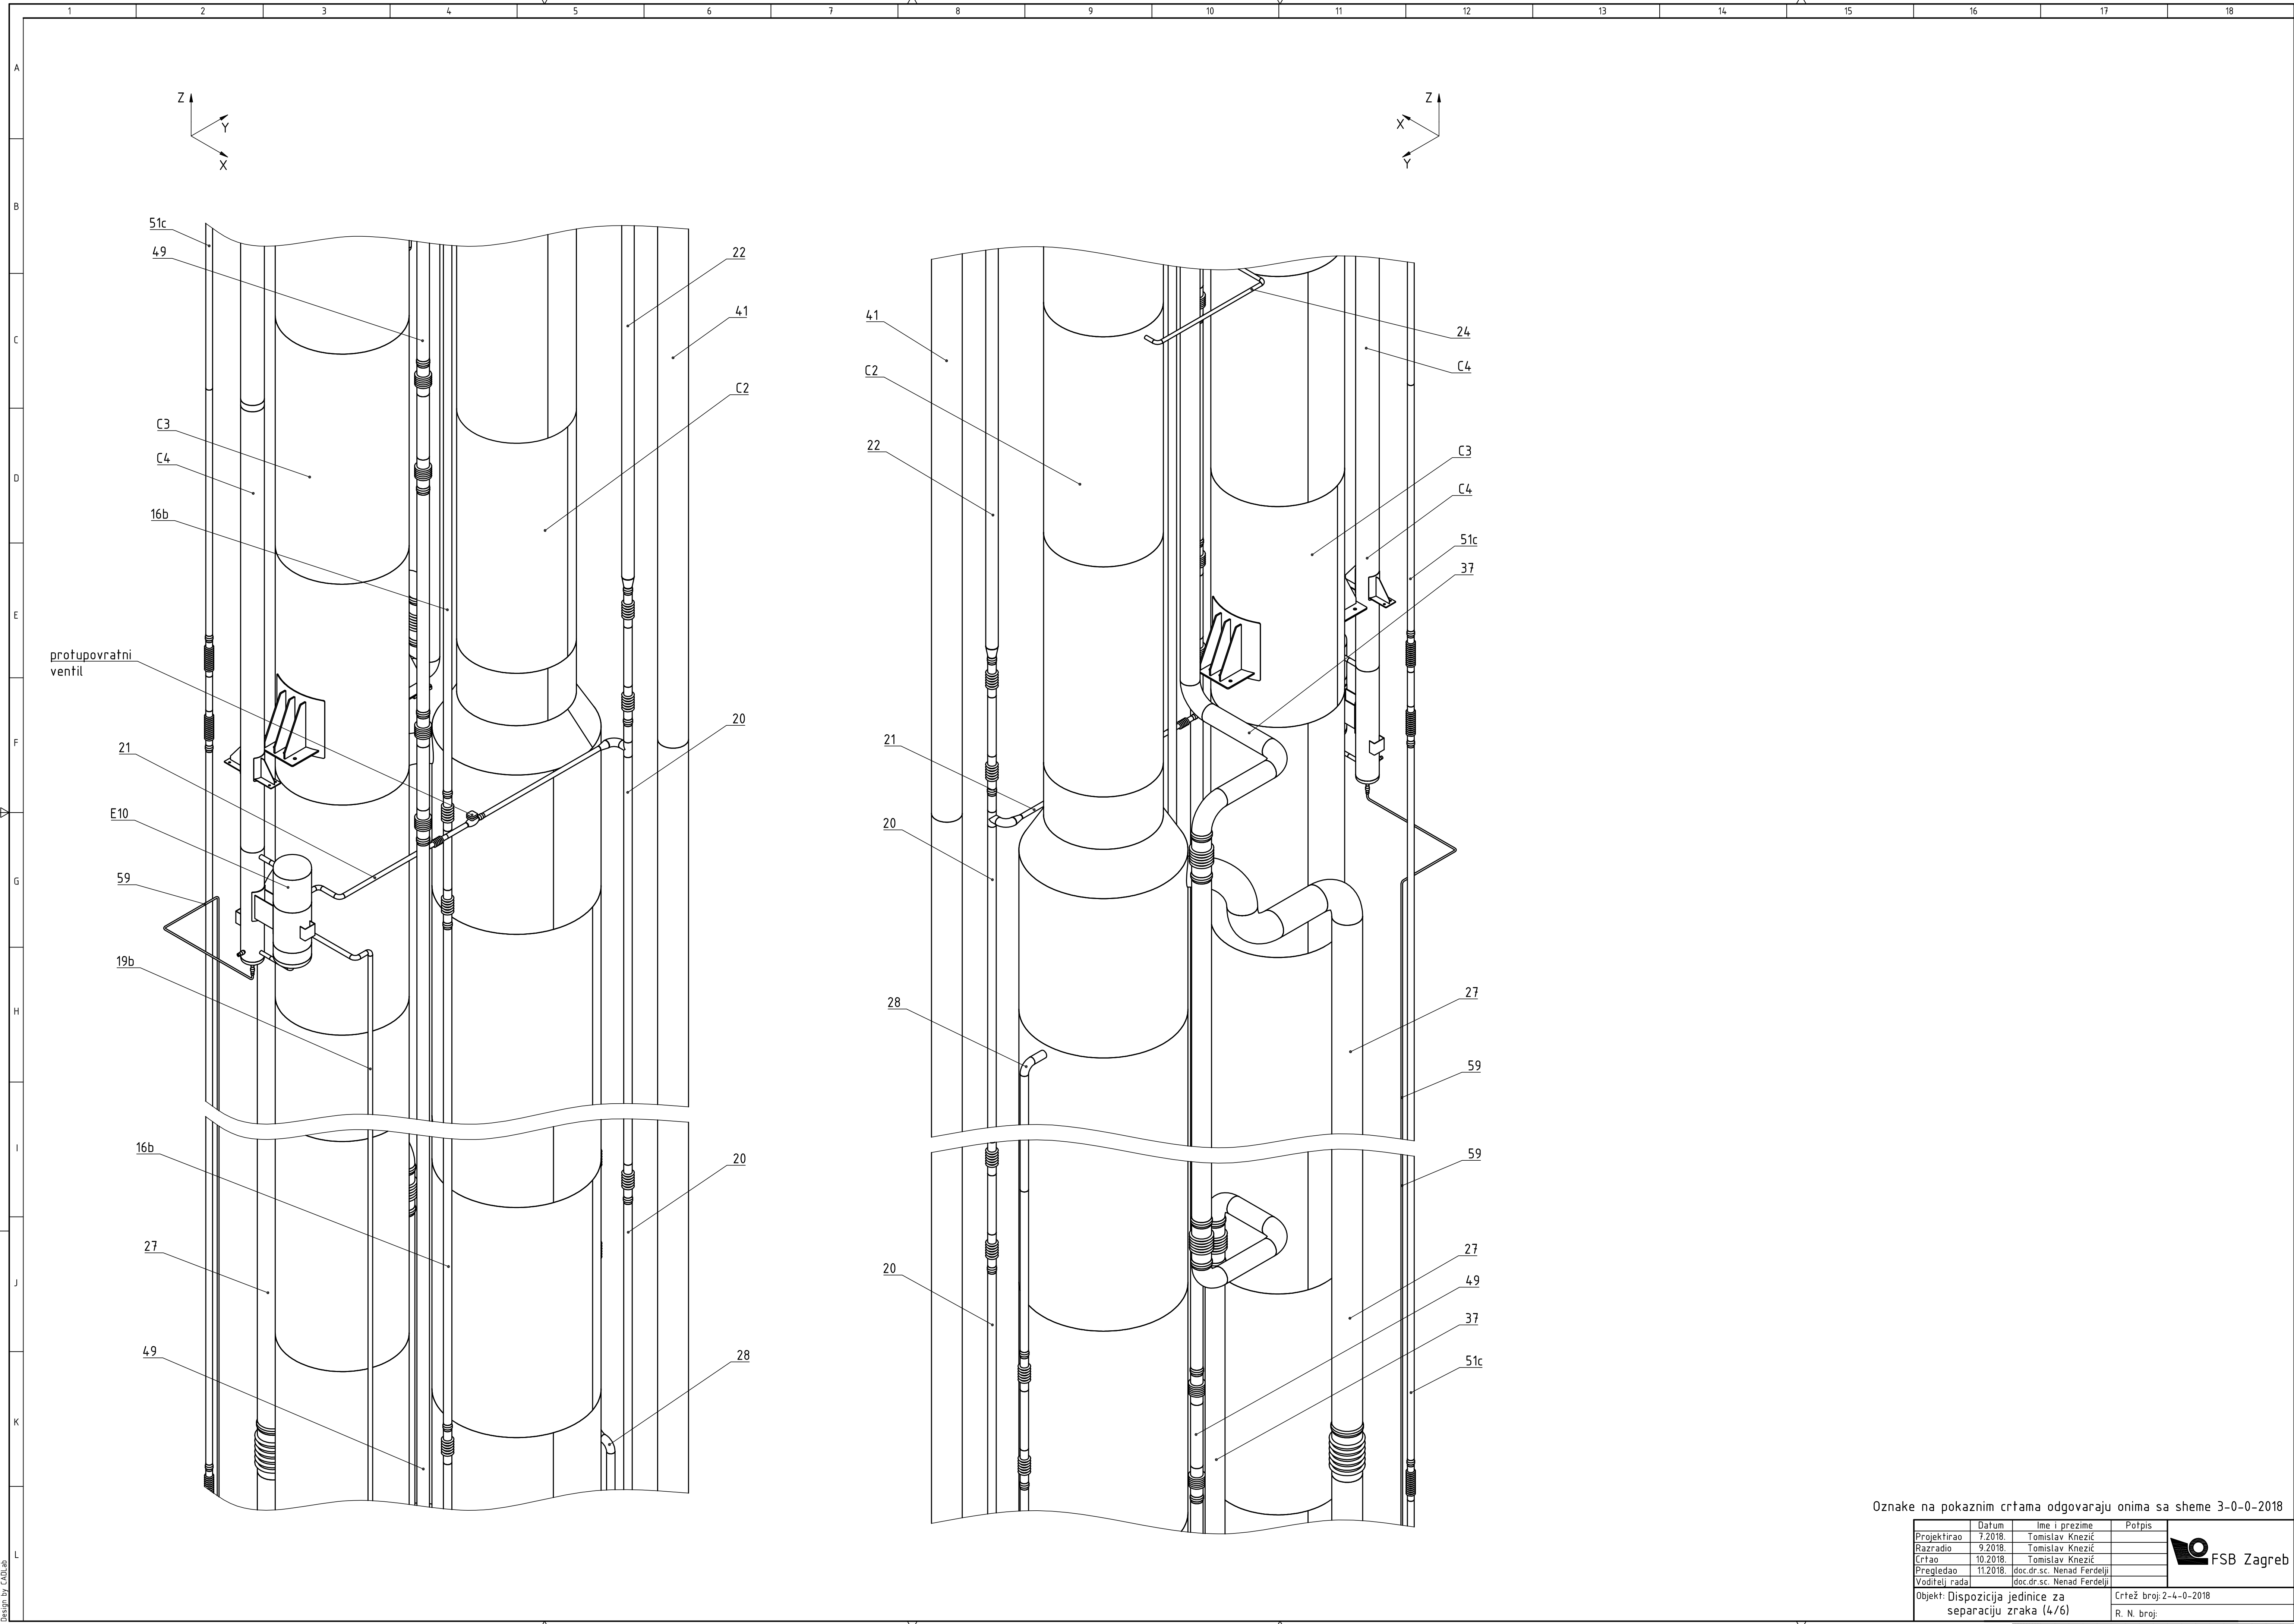 1 2 3 4 5 6 7 8 9 10 11 12 13 14 15 16 17 18
A
B
C
D
E
F
G
H
I
J
K
L
Z
Y
X
Z
X
Y
51c
49
C3
C4
16b
protupovratni
ventil
21
E10
59
19b
16b
27
49
22
41
C2
20
20
28
41
C2
22
21
20
28
20
24
C4
C3
C4
51c
37
27
59
59
27
49
37
51c
Oznake na pokaznim crtama odgovaraju onima sa sheme 3-0-0-2018
Datum Ime i prezime Potpis
Projektirao 7.2018. Tomislav Knezić
Razradio 9.2018. Tomislav Knezić
Crtao 10.2018. Tomislav Knezić
Pregledao 11.2018. doc.dr.sc. Nenad Ferdelji
Voditelj rada doc.dr.sc. Nenad Ferdelji
FSB Zagreb
Objekt: Dispozicija jedinice za
separaciju zraka (4/6)
Crtež broj: 2-4-0-2018
R. N. broj:
Design by CADLab